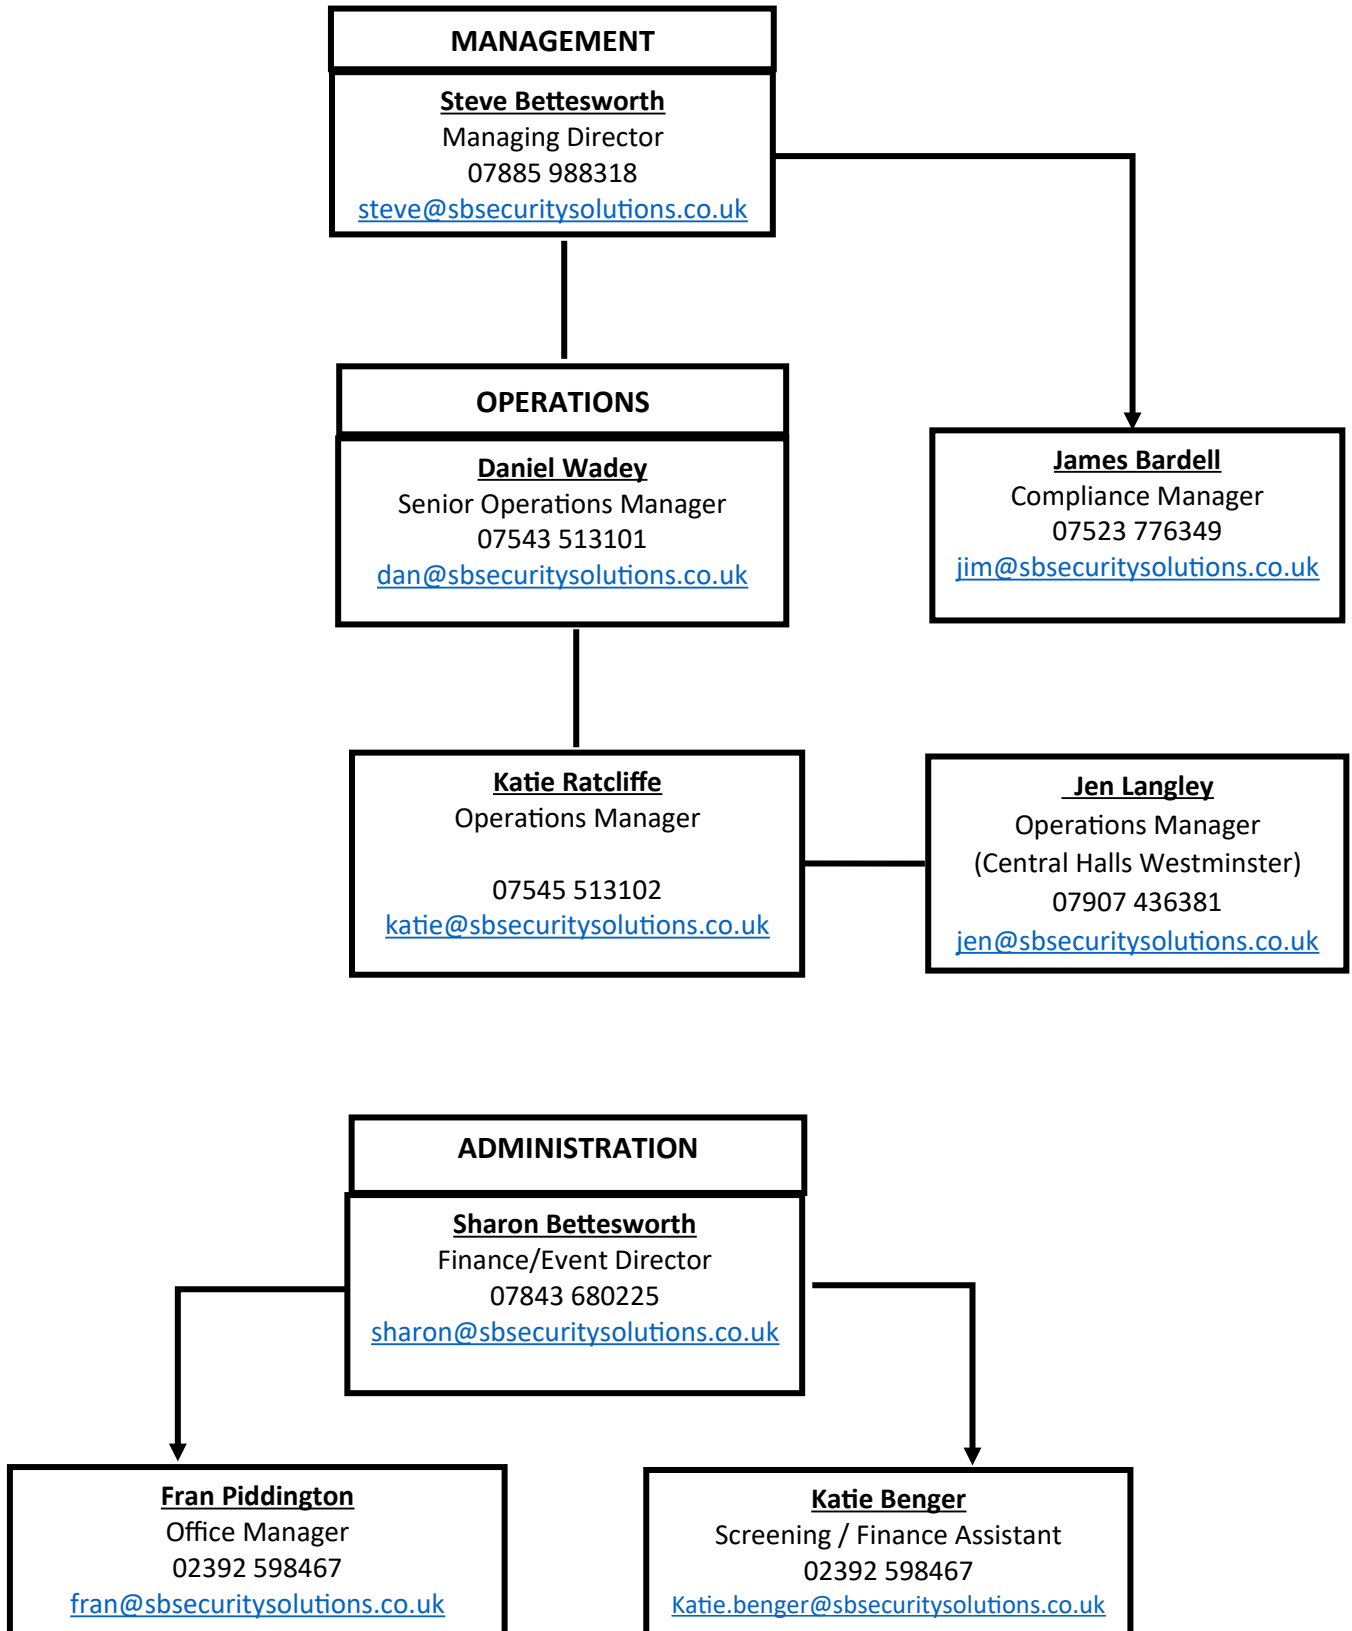 MANAGEMENT
Steve Bettesworth
Managing Director
07885 988318
steve@sbsecuritysolutions.co.uk
OPERATIONS
Daniel Wadey
Senior Operations Manager
07543 513101
dan@sbsecuritysolutions.co.uk
James Bardell
Compliance Manager
07523 776349
jim@sbsecuritysolutions.co.uk
Katie Ratcliffe
Operations Manager
07545 513102
katie@sbsecuritysolutions.co.uk
Jen Langley
Operations Manager
(Central Halls Westminster)
07907 436381
jen@sbsecuritysolutions.co.uk
ADMINISTRATION
Sharon Bettesworth
Finance/Event Director
07843 680225
sharon@sbsecuritysolutions.co.uk
Fran Piddington
Office Manager
02392 598467
fran@sbsecuritysolutions.co.uk
Katie Benger
Screening / Finance Assistant
02392 598467
Katie.benger@sbsecuritysolutions.co.uk